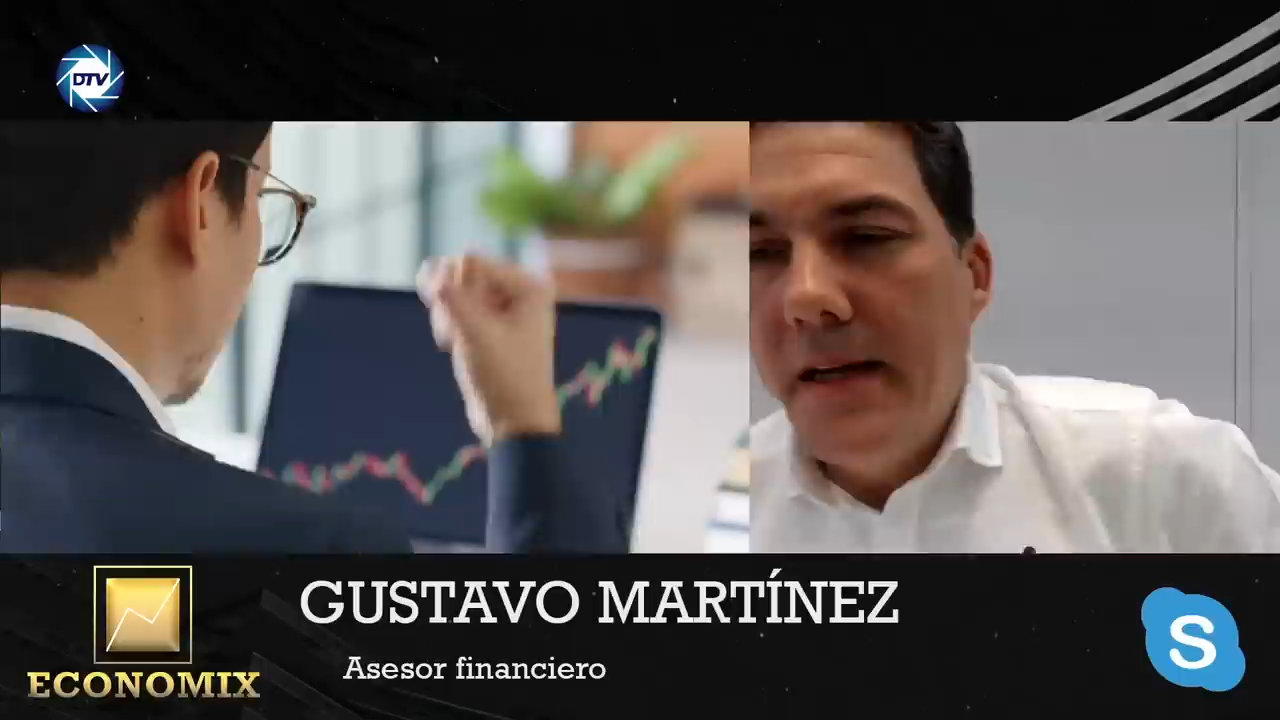 DTV
GUSTAVO MARTÍNEZ
Asesor financiero
ECONOMIX
S